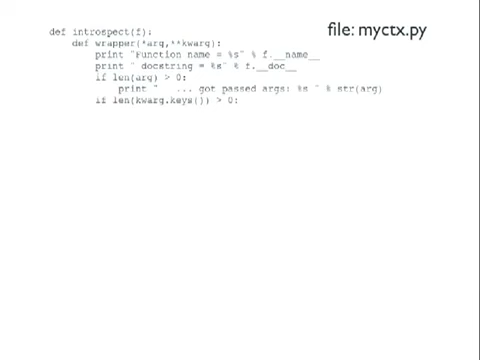 file: myctx.py
def introspect(f):
    def wrapper(*arg,**kwarg):
        print "Function name = %s" % f.__name__
        print " docstring = %s" % f.__doc__
        if len(arg) > 0:
            print "   ... got passed args: %s " % str(arg)
        if len(kwarg.keys()) > 0: